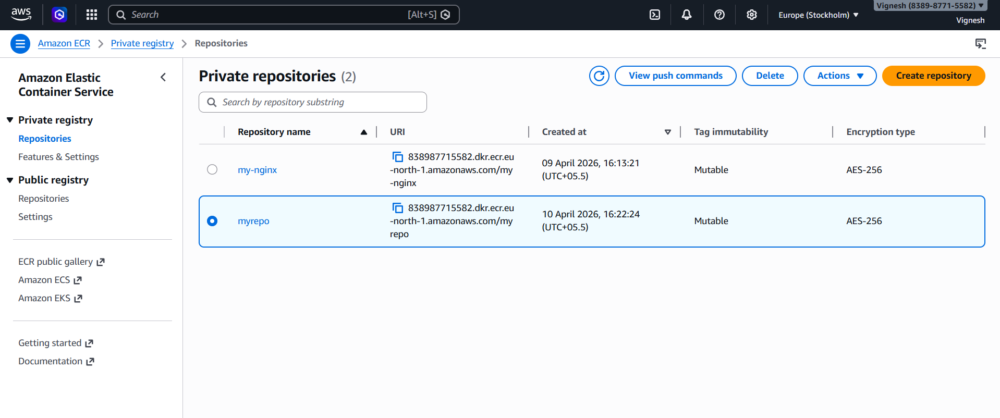 aws
Search
[Alt+S]
Europe (Stockholm)
Vignesh (8389-8771-5582)
Vignesh
Amazon ECR
Private registry
Repositories
Amazon Elastic
Container Service
Private registry
Repositories
Features & Settings
Public registry
Repositories
Settings
ECR public gallery
Amazon ECS
Amazon EKS
Getting started
Documentation
Private repositories (2)
View push commands
Delete
Actions
Create repository
Search by repository substring
Repository name
URI
Created at
Tag immutability
Encryption type
my-nginx
838987715582.dkr.ecr.eu
-north-1.amazonaws.com/my
-nginx
09 April 2026, 16:13:21
(UTC+05.5)
Mutable
AES-256
myrepo
838987715582.dkr.ecr.eu
-north-1.amazonaws.com/my
repo
10 April 2026, 16:22:24
(UTC+05.5)
Mutable
AES-256